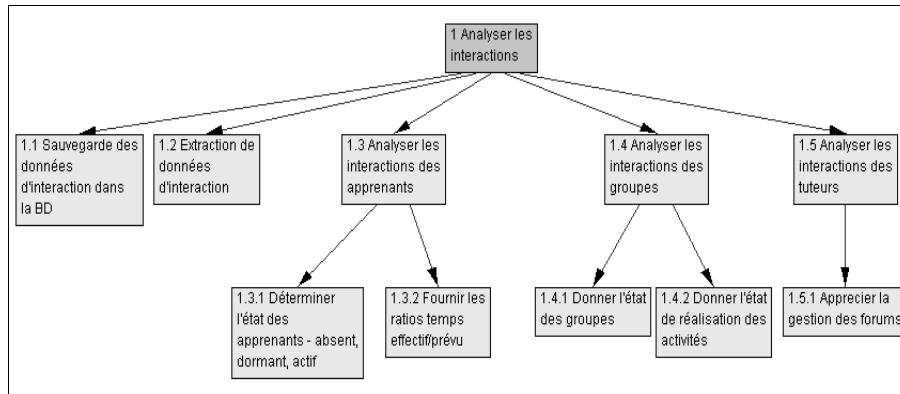 1 Analyser les
interactions
1.1 Sauvegarde des
données
d'interaction dans
la BD
1.2 Extraction de
données
d'interaction
1.3 Analyser les
interactions des
apprenants
1.4 Analyser les
interactions des
groupes
1.5 Analyser les
interactions des
tuteurs
1.3.1 Déterminer
l'état des
apprenants - absent,
dormant, actif
1.3.2 Fournir les
ratios temps
effectif/prévu
1.4.1 Donner l'état
des groupes
1.4.2 Donner l'état
de réalisation des
activités
1.5.1 Apprecier la
gestion des forums